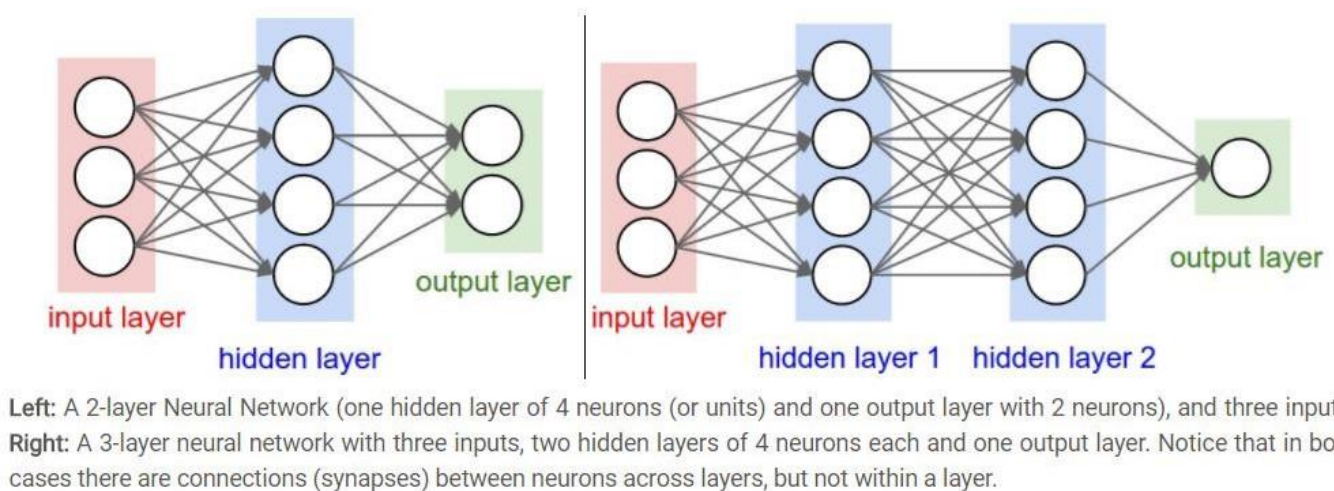 input layer
hidden layer
output layer
input layer
hidden layer 1
hidden layer 2
output layer
Left: A 2-layer Neural Network (one hidden layer of 4 neurons (or units) and one output layer with 2 neurons), and three input
Right: A 3-layer neural network with three inputs, two hidden layers of 4 neurons each and one output layer. Notice that in bo
cases there are connections (synapses) between neurons across layers, but not within a layer.